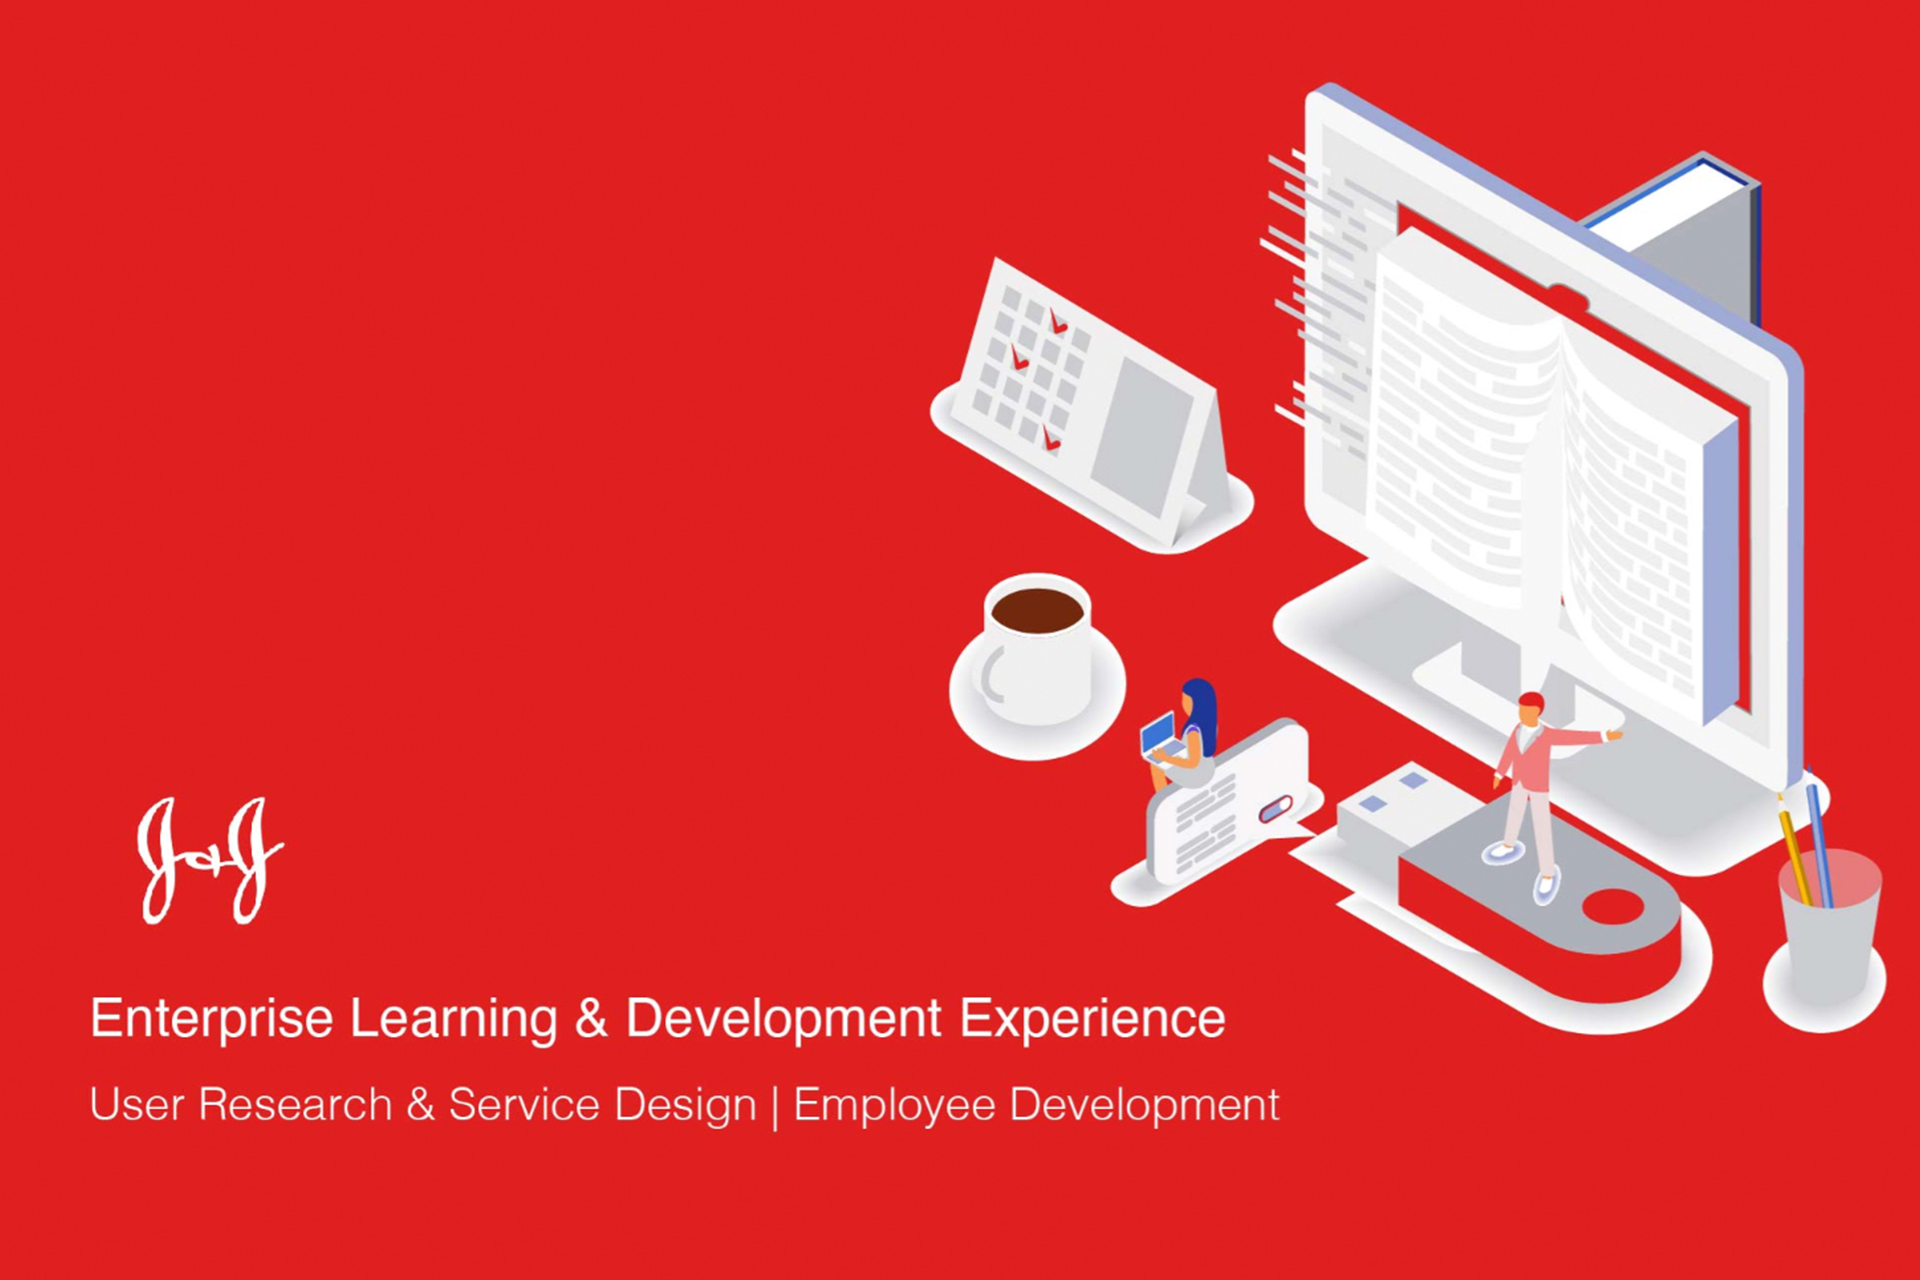 J&J
Enterprise Learning & Development Experience
User Research & Service Design | Employee Development